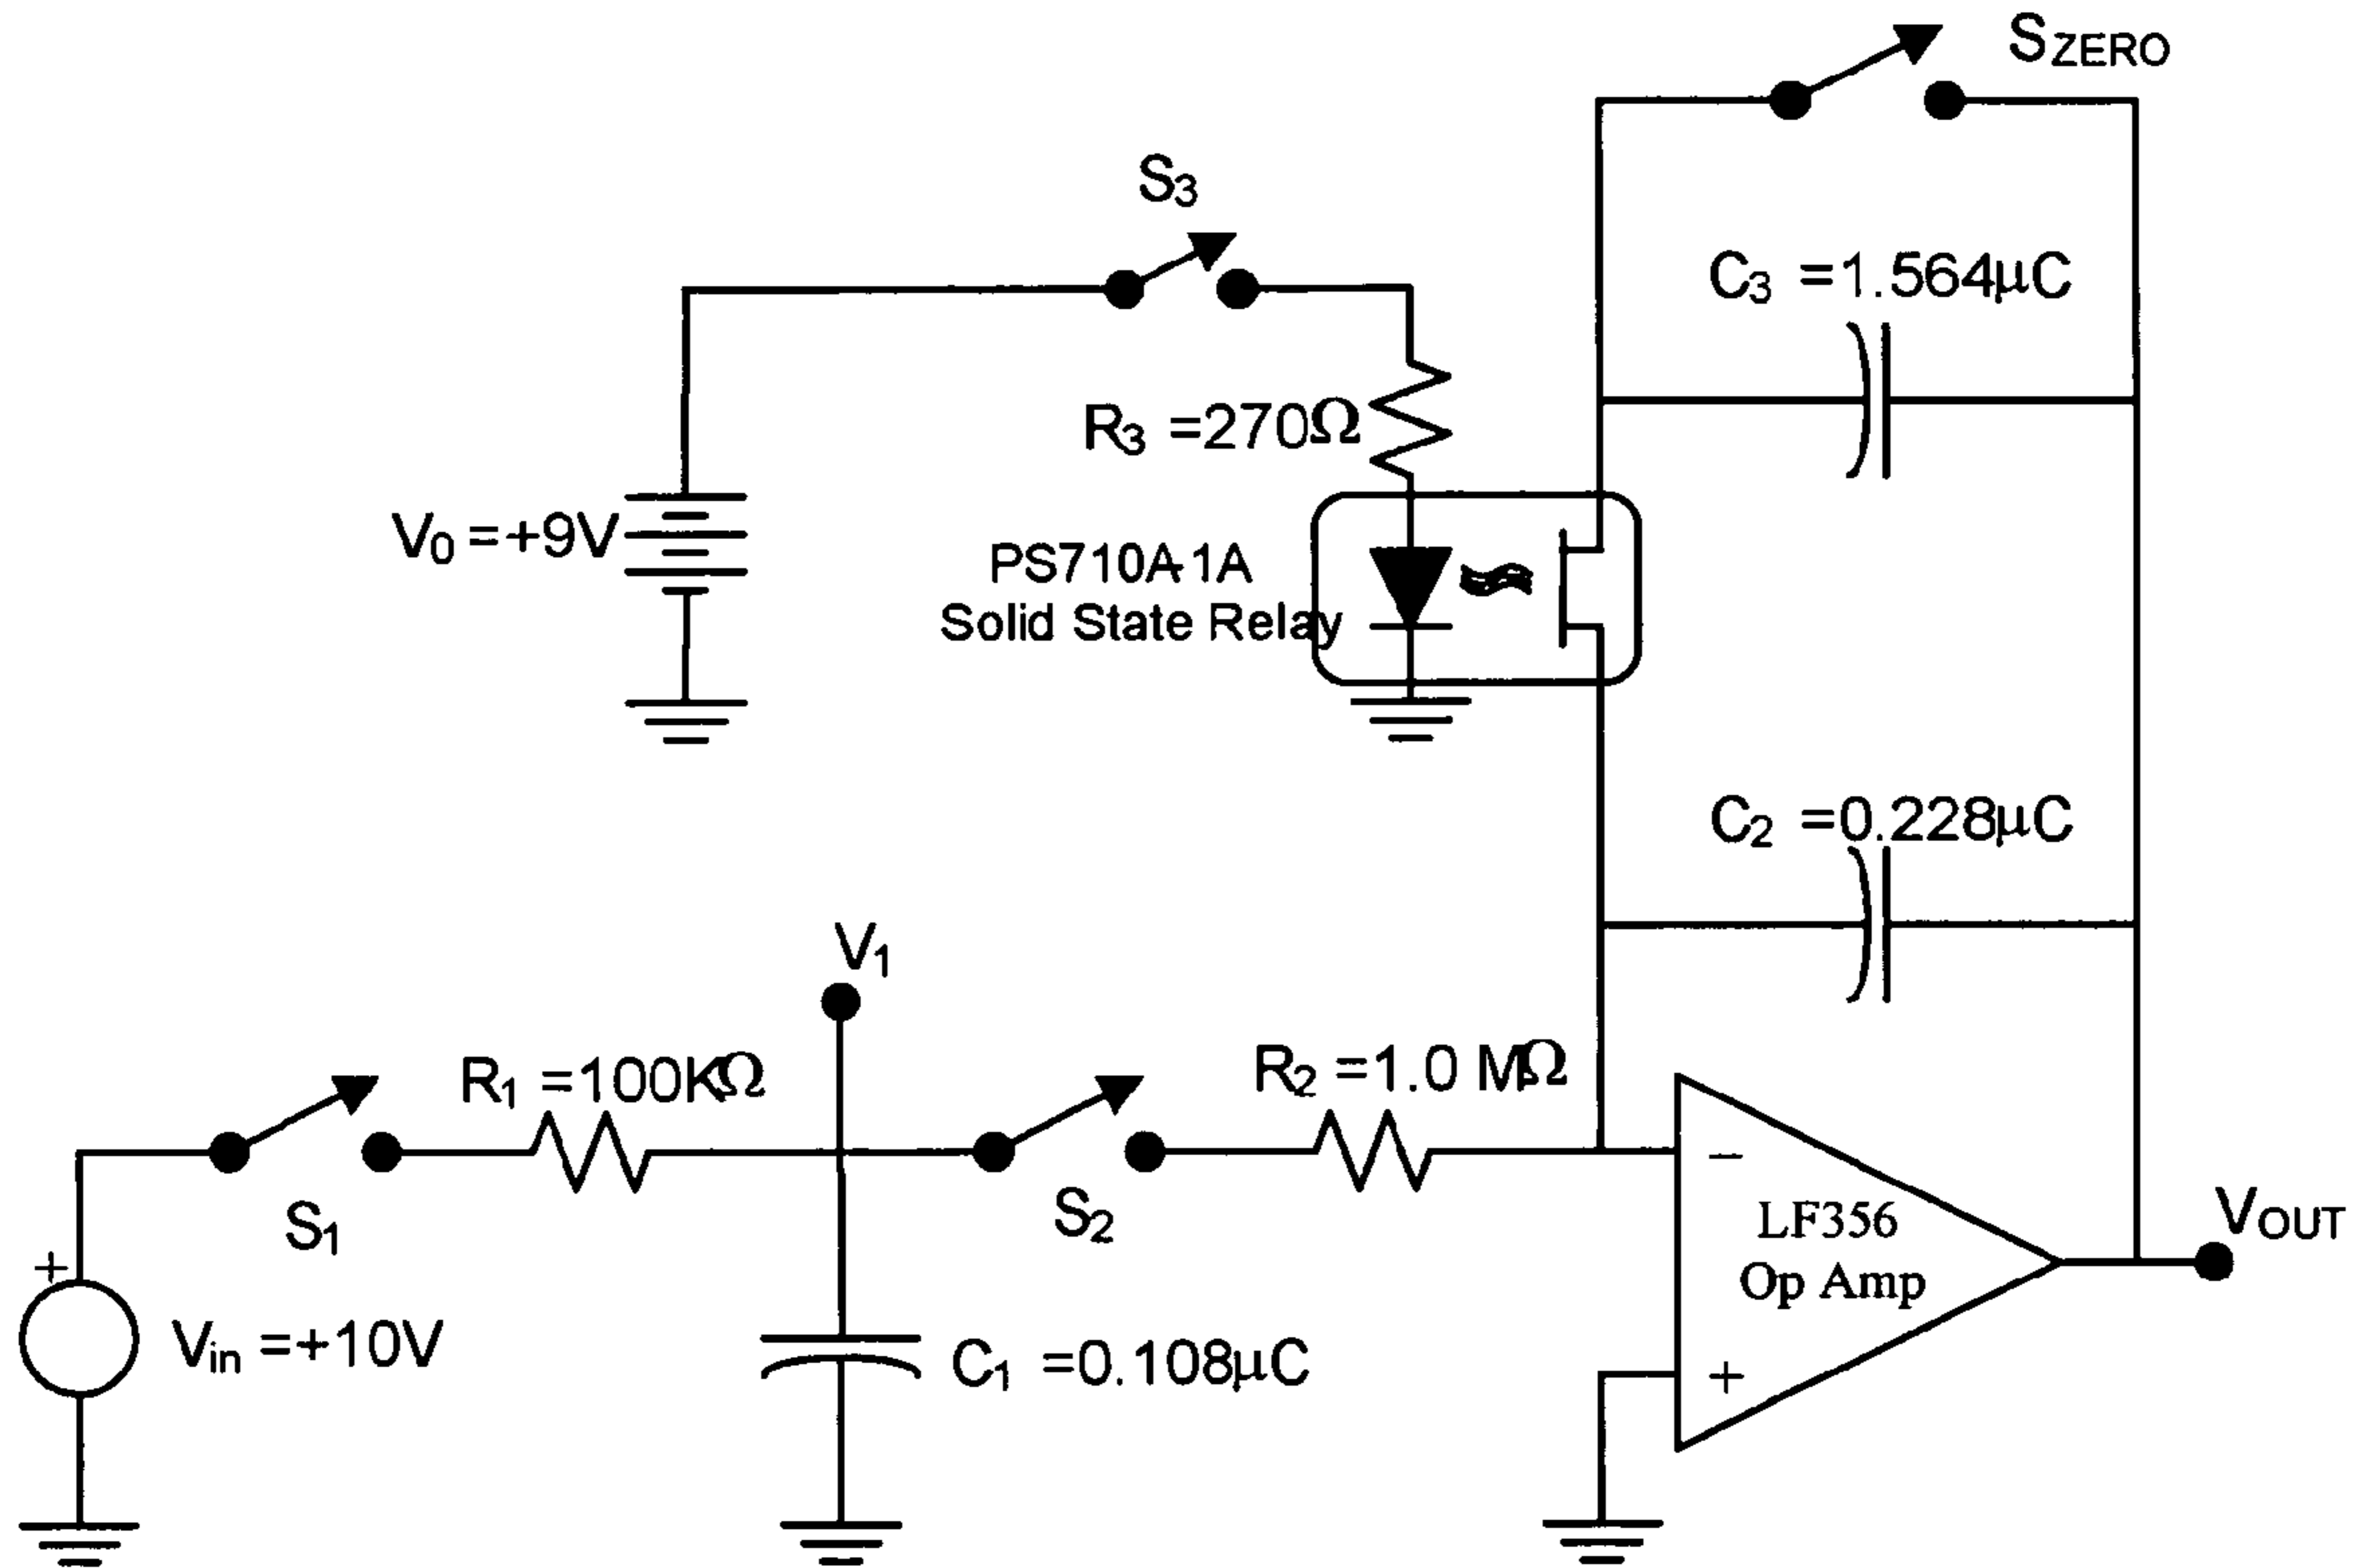 SZERO
S3
C3 =1.564μC
R3 =270Ω
V0 =+9V
PS710A-1A
Solid State Relay
C2 =0.228μC
V1
R1 =100KΩ
R2 =1.0 MΩ
S1
S2
−
LF356
Op Amp
VOUT
+
Vin =+10V
C1 =0.108μC
+